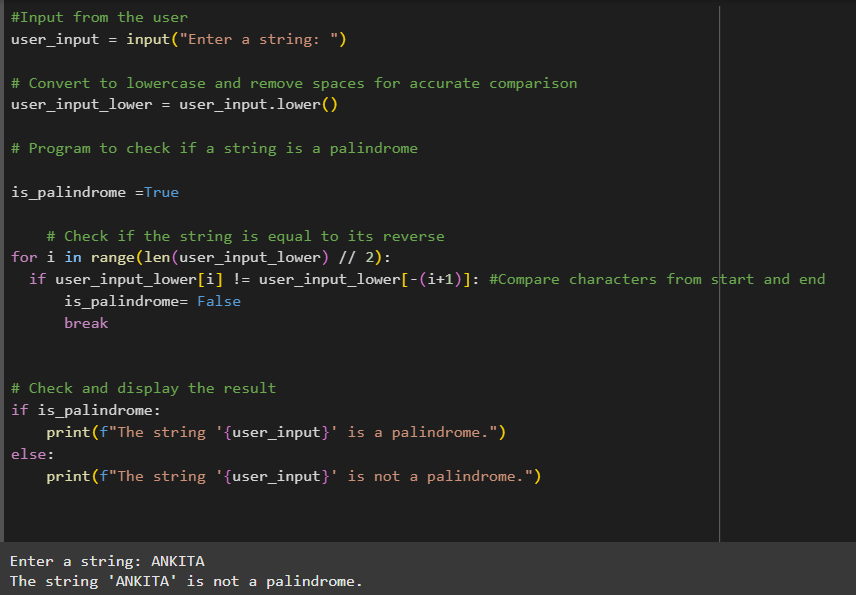 #Input from the user
user_input = input("Enter a string: ")
# Convert to lowercase and remove spaces for accurate comparison
user_input_lower = user_input.lower()
# Program to check if a string is a palindrome
is_palindrome =True
# Check if the string is equal to its reverse
for i in range(len(user_input_lower) // 2):
if user_input_lower[i] != user_input_lower[-(i+1)]: #Compare characters from start and end
is_palindrome= False
break
# Check and display the result
if is_palindrome:
print(f"The string '{user_input}' is a palindrome.")
else:
print(f"The string '{user_input}' is not a palindrome.")
Enter a string: ANKITA
The string 'ANKITA' is not a palindrome.